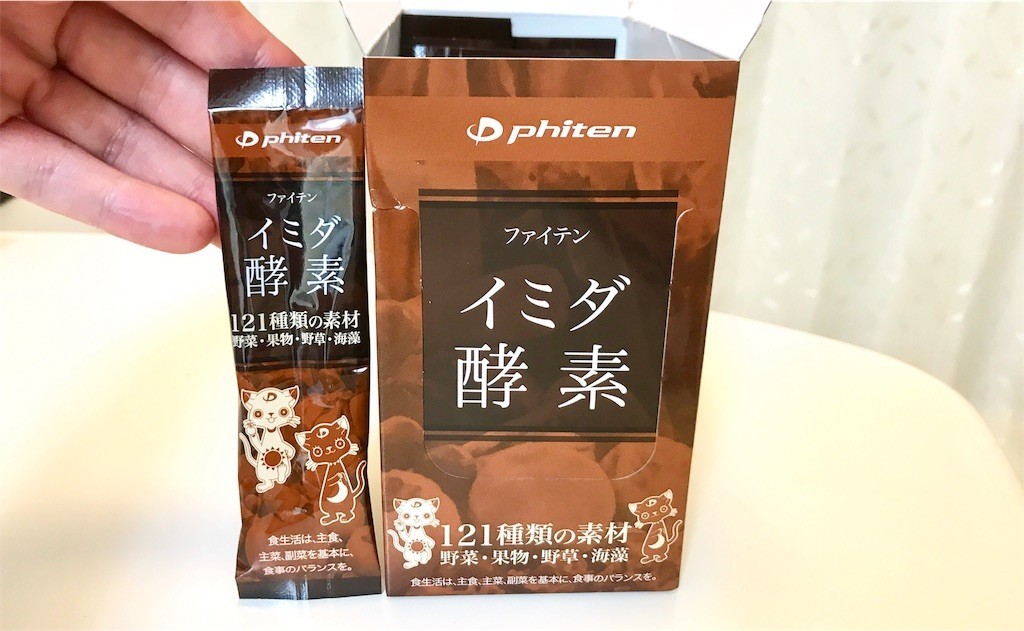 phiten
ファイテン
イミダ
酵素
121種類の素材
野菜・果物・野草・海藻
食生活は、主食、
主菜、副菜を基本に、
食事のバランスを。
phiten
ファイテン
イミダ
酵素
121種類の素材
野菜・果物・野草・海藻
食生活は、主食、主菜、副菜を基本に、食事のバランスを。